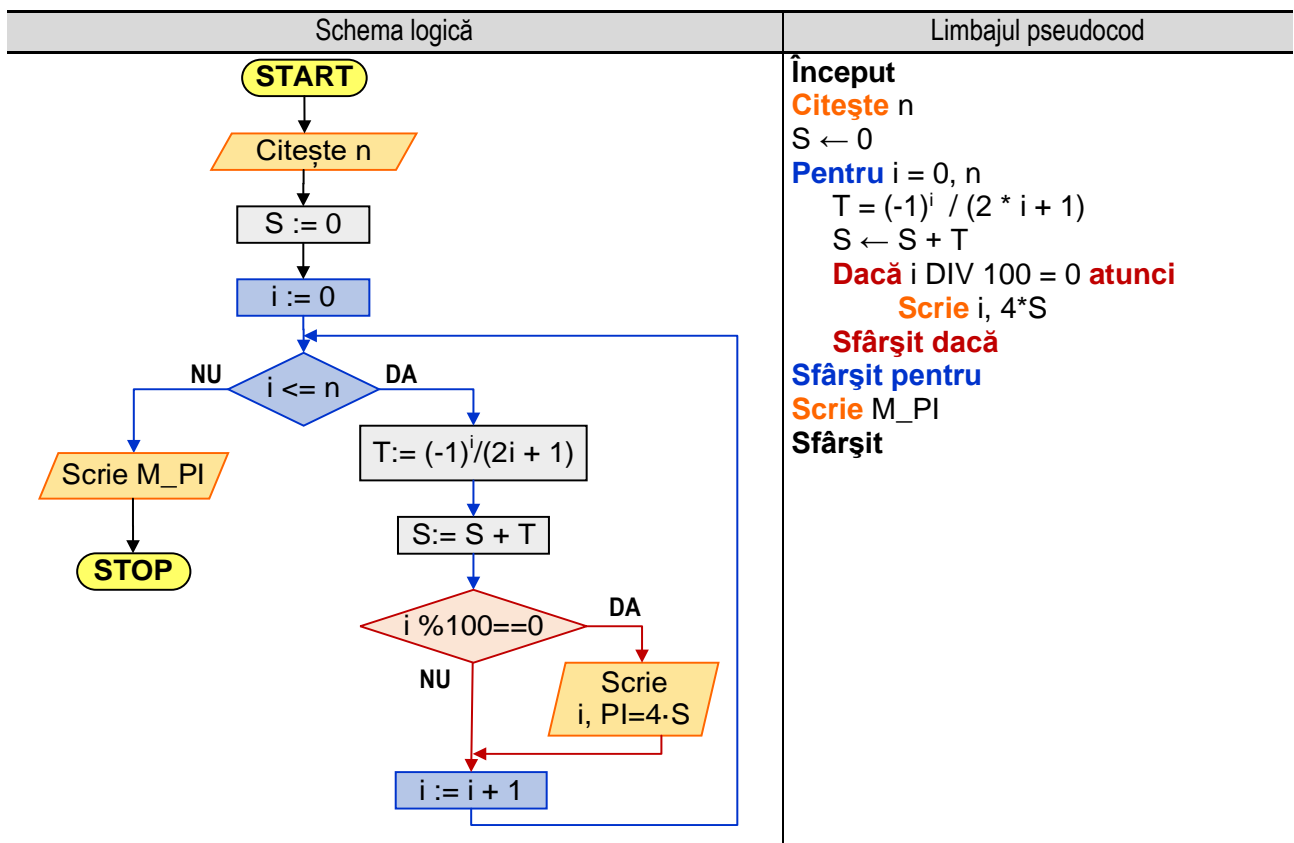 Schema logică
START
Citește n
S := 0
i := 0
NU
i <= n
DA
Scrie M_PI
STOP
T:= (-1)ⁱ/(2i + 1)
S:= S + T
i %100==0
DA
NU
Scrie
i, PI=4·S
i := i + 1
Limbajul pseudocod
Început
Citeşte n
S ← 0
Pentru i = 0, n
T = (-1)ⁱ / (2 * i + 1)
S ← S + T
Dacă i DIV 100 = 0 atunci
Scrie i, 4*S
Sfârşit dacă
Sfârşit pentru
Scrie M_PI
Sfârşit